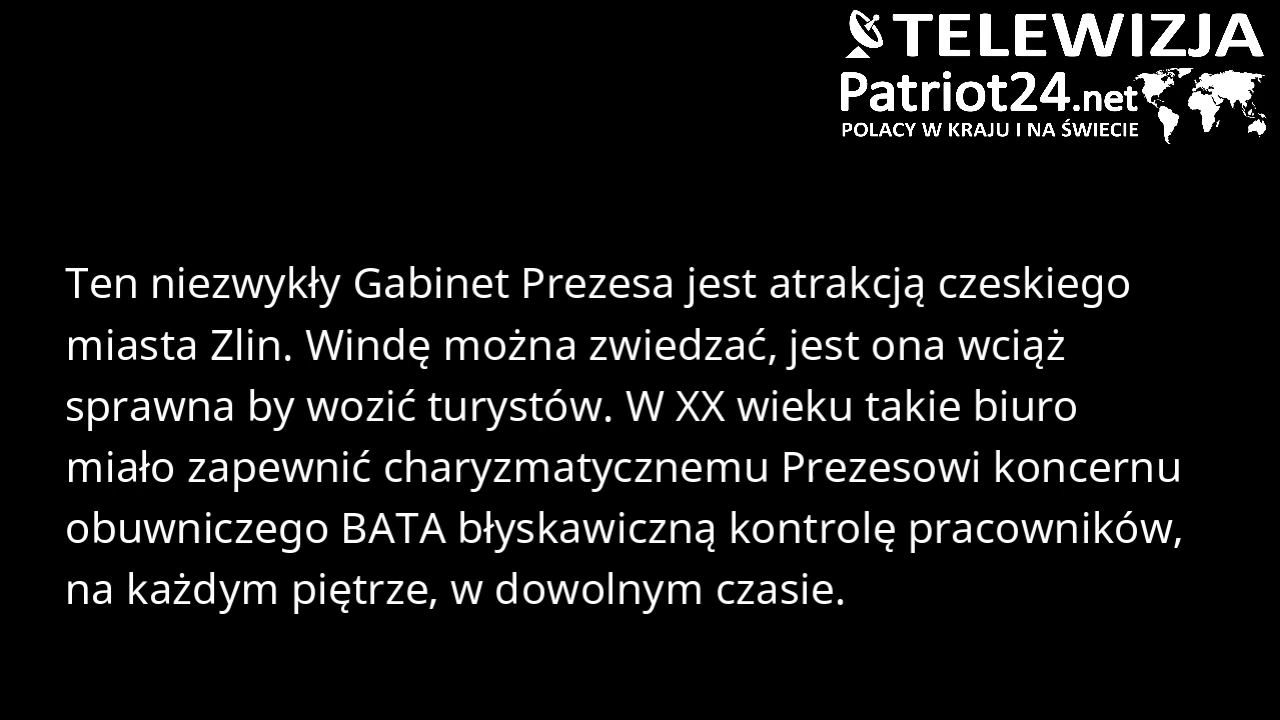 TELEWIZJA
Patriot24.net
POLACY W KRAJU I NA ŚWIECIE
Ten niezwykły Gabinet Prezesa jest atrakcją czeskiego
miasta Zlin. Windę można zwiedzać, jest ona wciąż
sprawna by wozić turystów. W XX wieku takie biuro
miało zapewnić charyzmatycznemu Prezesowi koncernu
obuwniczego BATA błyskawiczną kontrolę pracowników,
na każdym piętrze, w dowolnym czasie.